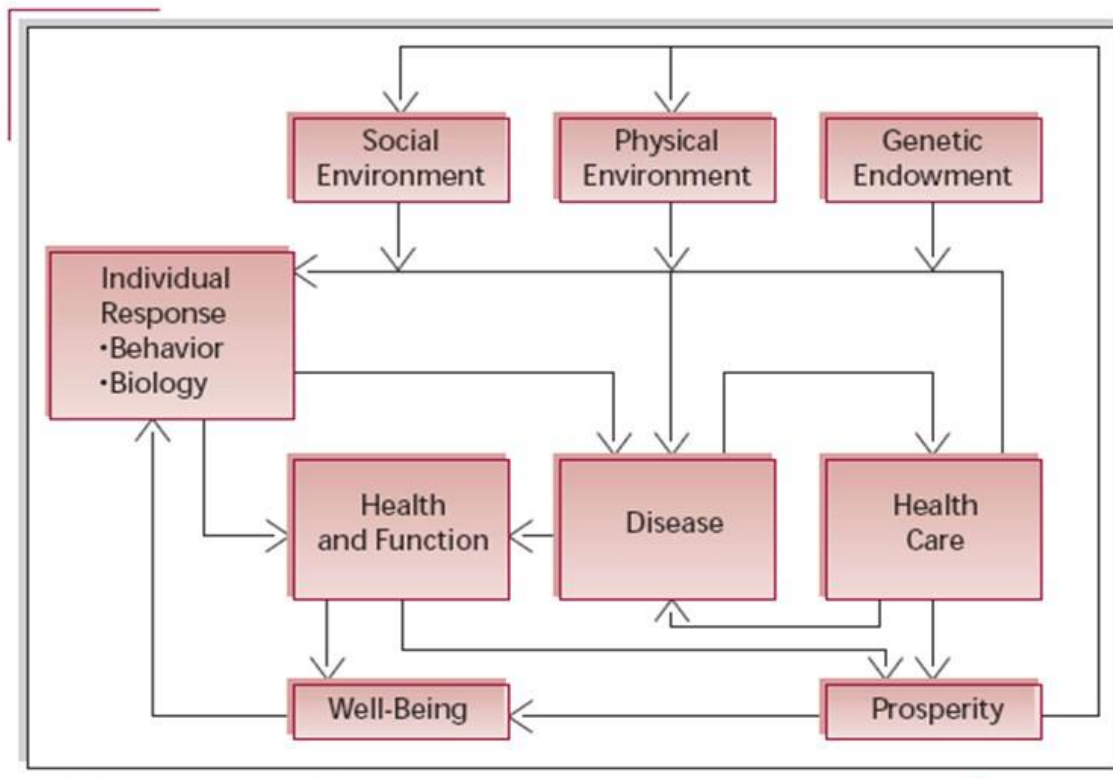 Social
Environment
Physical
Environment
Genetic
Endowment
Individual
Response
•Behavior
•Biology
Health
and Function
Disease
Health
Care
Well-Being
Prosperity